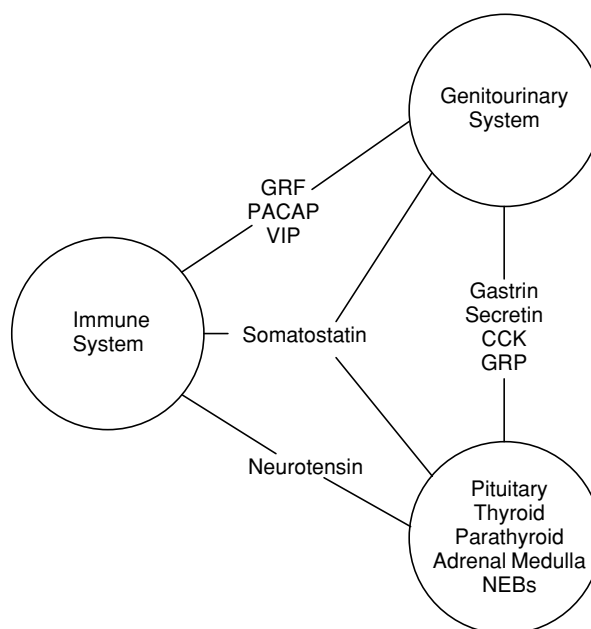 Genitourinary
System
GRF
PACAP
VIP
Immune
System
Somatostatin
Gastrin
Secretin
CCK
GRP
Neurotensin
Pituitary
Thyroid
Parathyroid
Adrenal Medulla
NEBs